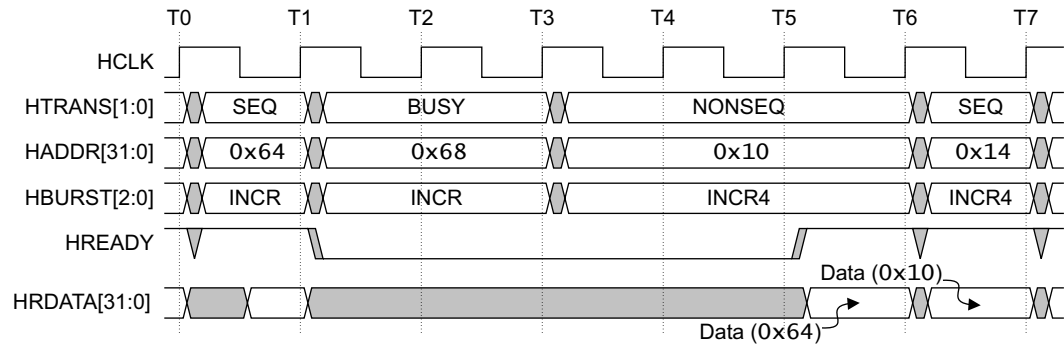 T0 T1 T2 T3 T4 T5 T6 T7
HCLK
HTRANS[1:0] SEQ BUSY NONSEQ SEQ
HADDR[31:0] 0x64 0x68 0x10 0x14
HBURST[2:0] INCR INCR INCR4 INCR4
HREADY
Data (0x10)
HRDATA[31:0]
Data (0x64)